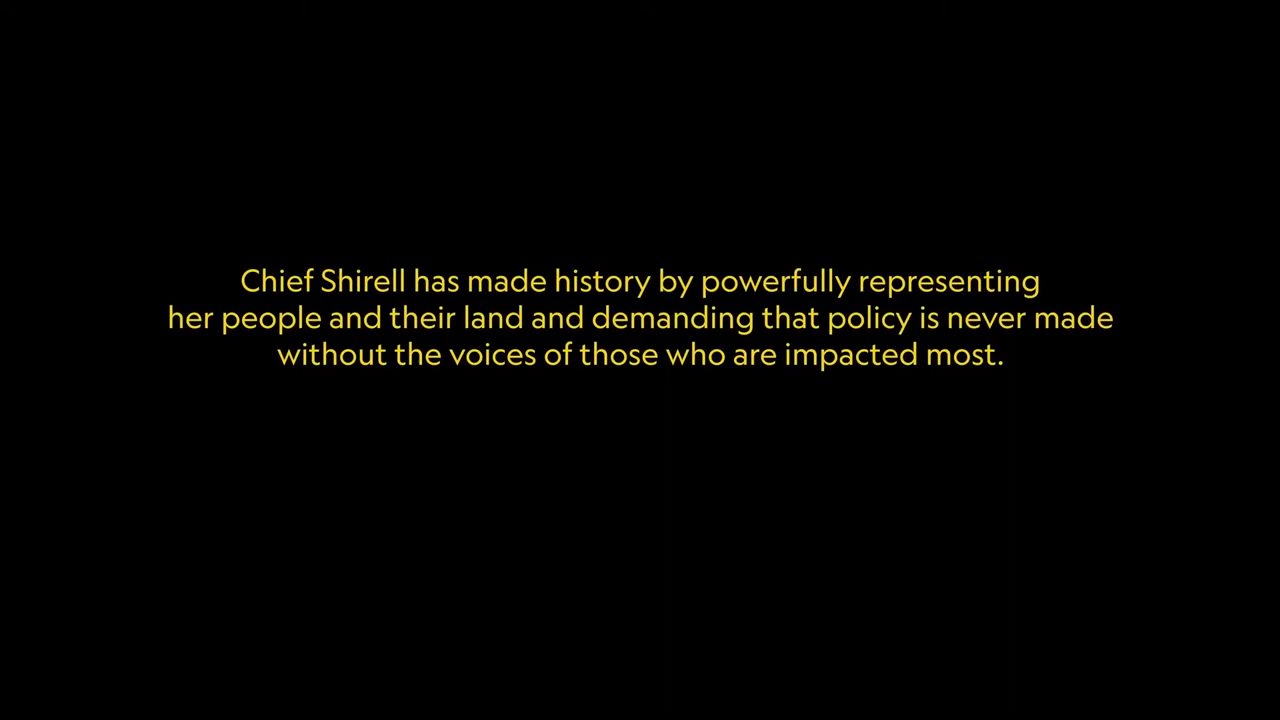 Chief Shirell has made history by powerfully representing
her people and their land and demanding that policy is never made
without the voices of those who are impacted most.